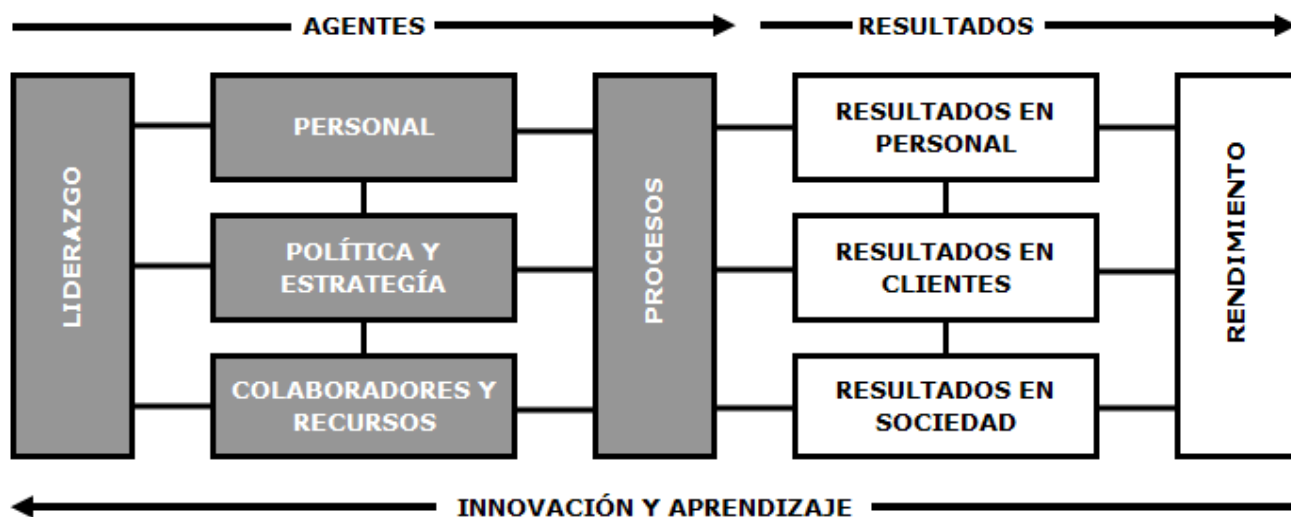 AGENTES
RESULTADOS
LIDERAZGO
PERSONAL
POLÍTICA Y
ESTRATEGÍA
COLABORADORES Y
RECURSOS
PROCESOS
RESULTADOS EN
PERSONAL
RESULTADOS EN
CLIENTES
RESULTADOS EN
SOCIEDAD
RENDIMIENTO
INNOVACIÓN Y APRENDIZAJE